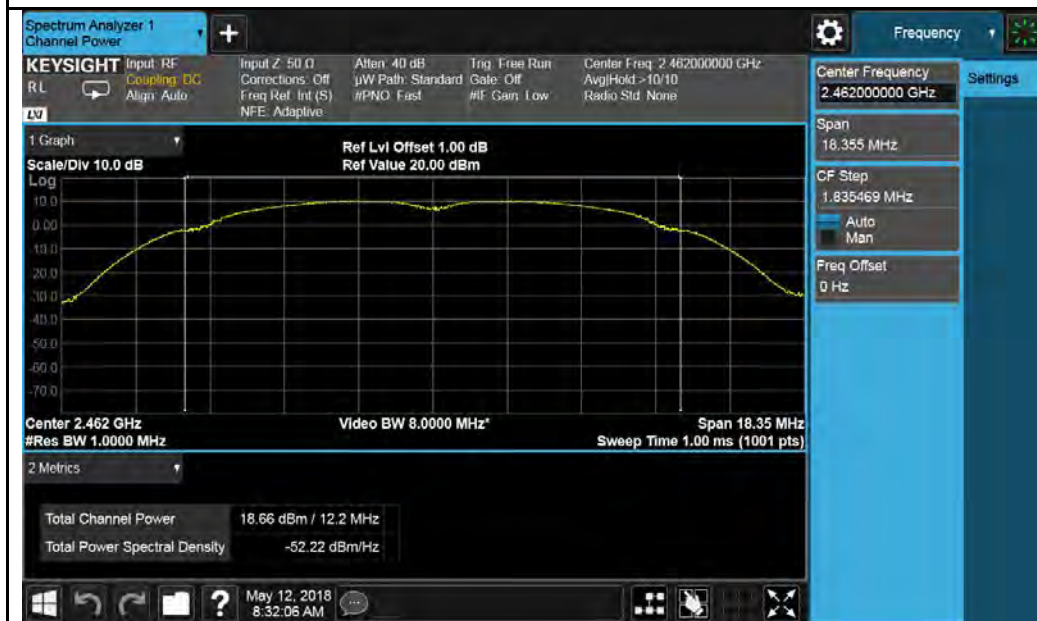 Spectrum Analyzer 1
Channel Power
+
Frequency
KEYSIGHT
RL
LXI
Input: RF
Coupling: DC
Align: Auto
Input Z: 50 Ω
Corrections: Off
Freq Ref: Int (S)
NFE: Adaptive
Atten: 40 dB
µW Path: Standard
#PNO: Fast
Trig: Free Run
Gate: Off
#IF Gain: Low
Center Freq: 2.462000000 GHz
Avg|Hold:>10/10
Radio Std: None
Center Frequency
2.462000000 GHz
Settings
Span
18.355 MHz
CF Step
1.835469 MHz
Auto
Man
Freq Offset
0 Hz
1 Graph
Scale/Div 10.0 dB
Ref Lvl Offset 1.00 dB
Ref Value 20.00 dBm
Log
10.0
0.00
-10.0
-20.0
-30.0
-40.0
-50.0
-60.0
-70.0
Center 2.462 GHz
#Res BW 1.0000 MHz
Video BW 8.0000 MHz*
Span 18.35 MHz
Sweep Time 1.00 ms (1001 pts)
2 Metrics
Total Channel Power 18.66 dBm / 12.2 MHz
Total Power Spectral Density -52.22 dBm/Hz
?
May 12, 2018
8:32:06 AM